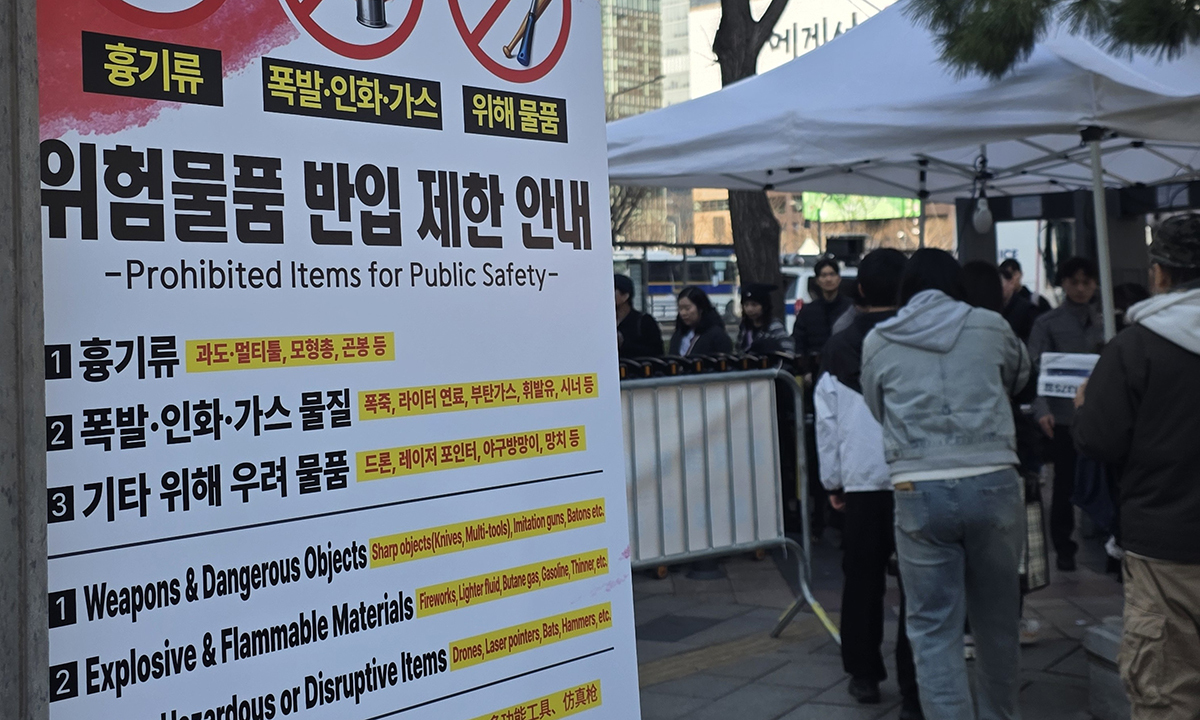 에게서
흉기류
폭발·인화·가스
위해 물품
위험물품 반입 제한 안내
-Prohibited Items for Public Safety-
1 흉기류 과도·멀티툴, 모형총, 곤봉 등
2 폭발·인화·가스 물질 폭죽, 라이터 연료, 부탄가스, 휘발유, 시너 등
3 기타 위해 우려 물품 드론, 레이저 포인터, 야구방망이, 망치 등
1 Weapons & Dangerous Objects Sharp objects(Knives, Multi-tools), Imitation guns, Batons etc.
2 Explosive & Flammable Materials Fireworks, Lighter fluid, Butane gas, Gasoline, Thinner, etc.
Hazardous or Disruptive Items Drones, Laser pointers, Bats, Hammers, etc.
功能工具、仿真枪